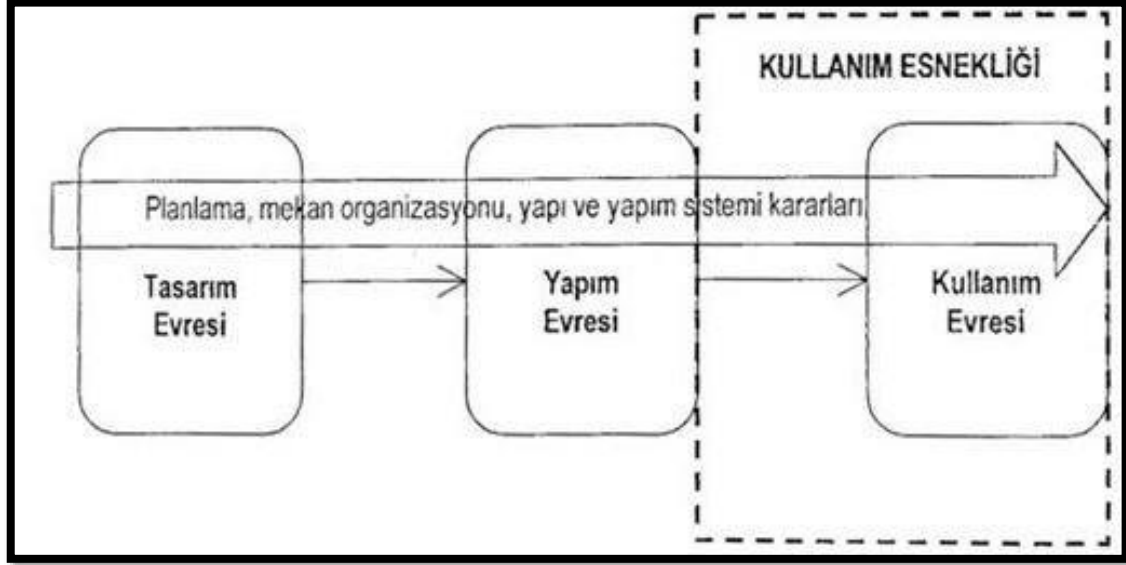 KULLANIM ESNEKLİĞİ
Planlama, mekan organizasyonu, yapı ve yapım sistemi kararları
Tasarım
Evresi
Yapım
Evresi
Kullanım
Evresi